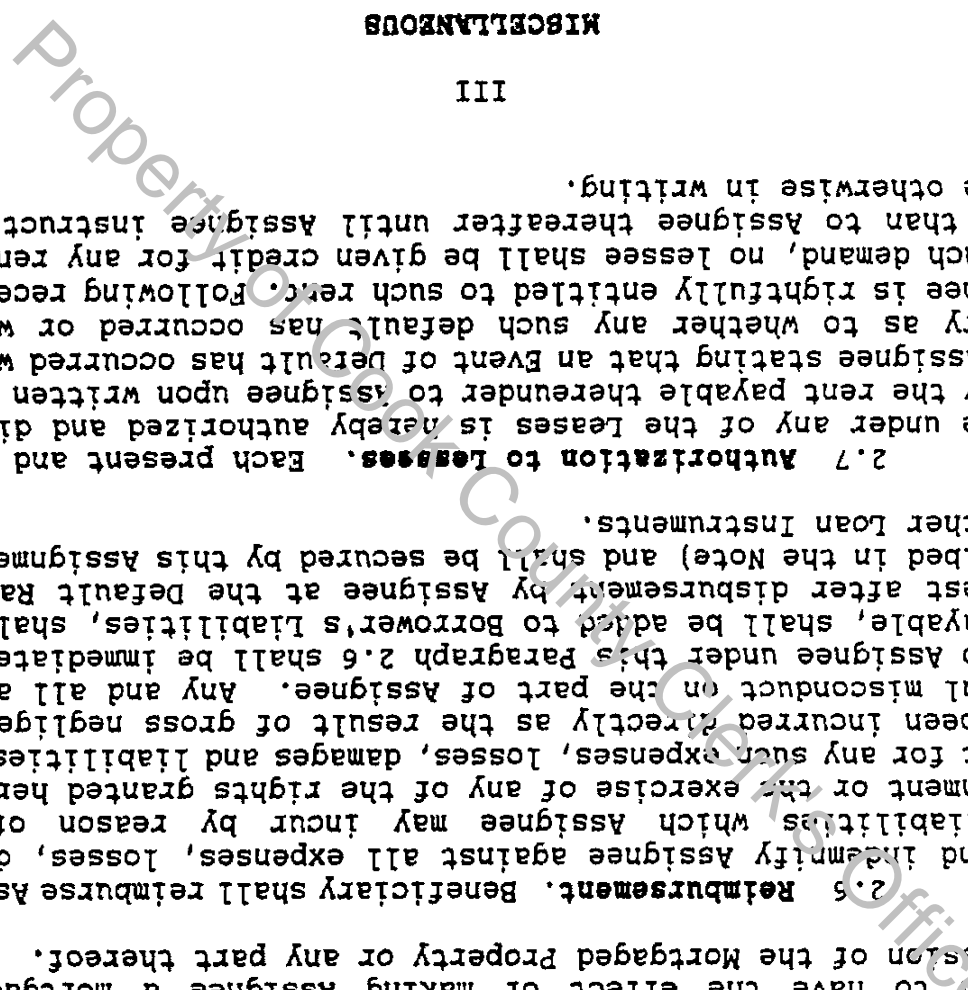 to have the effect of making Assignee a mortgag
sion of the Mortgaged Property or any part thereof.
2.6 Reimbursement. Beneficiary shall reimburse As
nd indemnify Assignee against all expenses, losses, d
iabilities which Assignee may incur by reason of
nment or the exercise of any of the rights granted her
t for any such expenses, losses, damages and liabilities
been incurred directly as the result of gross neglige
ul misconduct on the part of Assignee. Any and all a
o Assignee under this Paragraph 2.6 shall be immediate
yable, shall be added to Borrower's Liabilities, shal
est after disbursement by Assignee at the Default Ra
bed in the Note) and shall be secured by this Assignme
ther Loan Instruments.
2.7 Authorization to Lessees. Each present and
e under any of the Leases is hereby authorized and di
y the rent payable thereunder to Assignee upon written
Assignee stating that an Event of Default has occurred w
ry as to whether any such default has occurred or w
nee is rightfully entitled to such rent. Following rece
ach demand, no lessee shall be given credit for any ren
than to Assignee thereafter until Assignee instruct
e otherwise in writing.
III
MISCELLANEOUS
Property of Cook County Clerk's Office